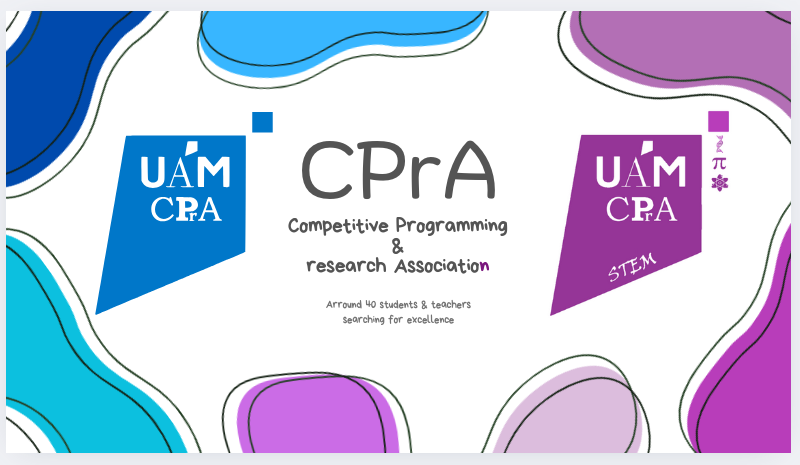 UAM
CPrA
CPrA
Competitive Programming
&
research Association
Arround 40 students & teachers
searching for excellence
UAM
CPrA
STEM
π